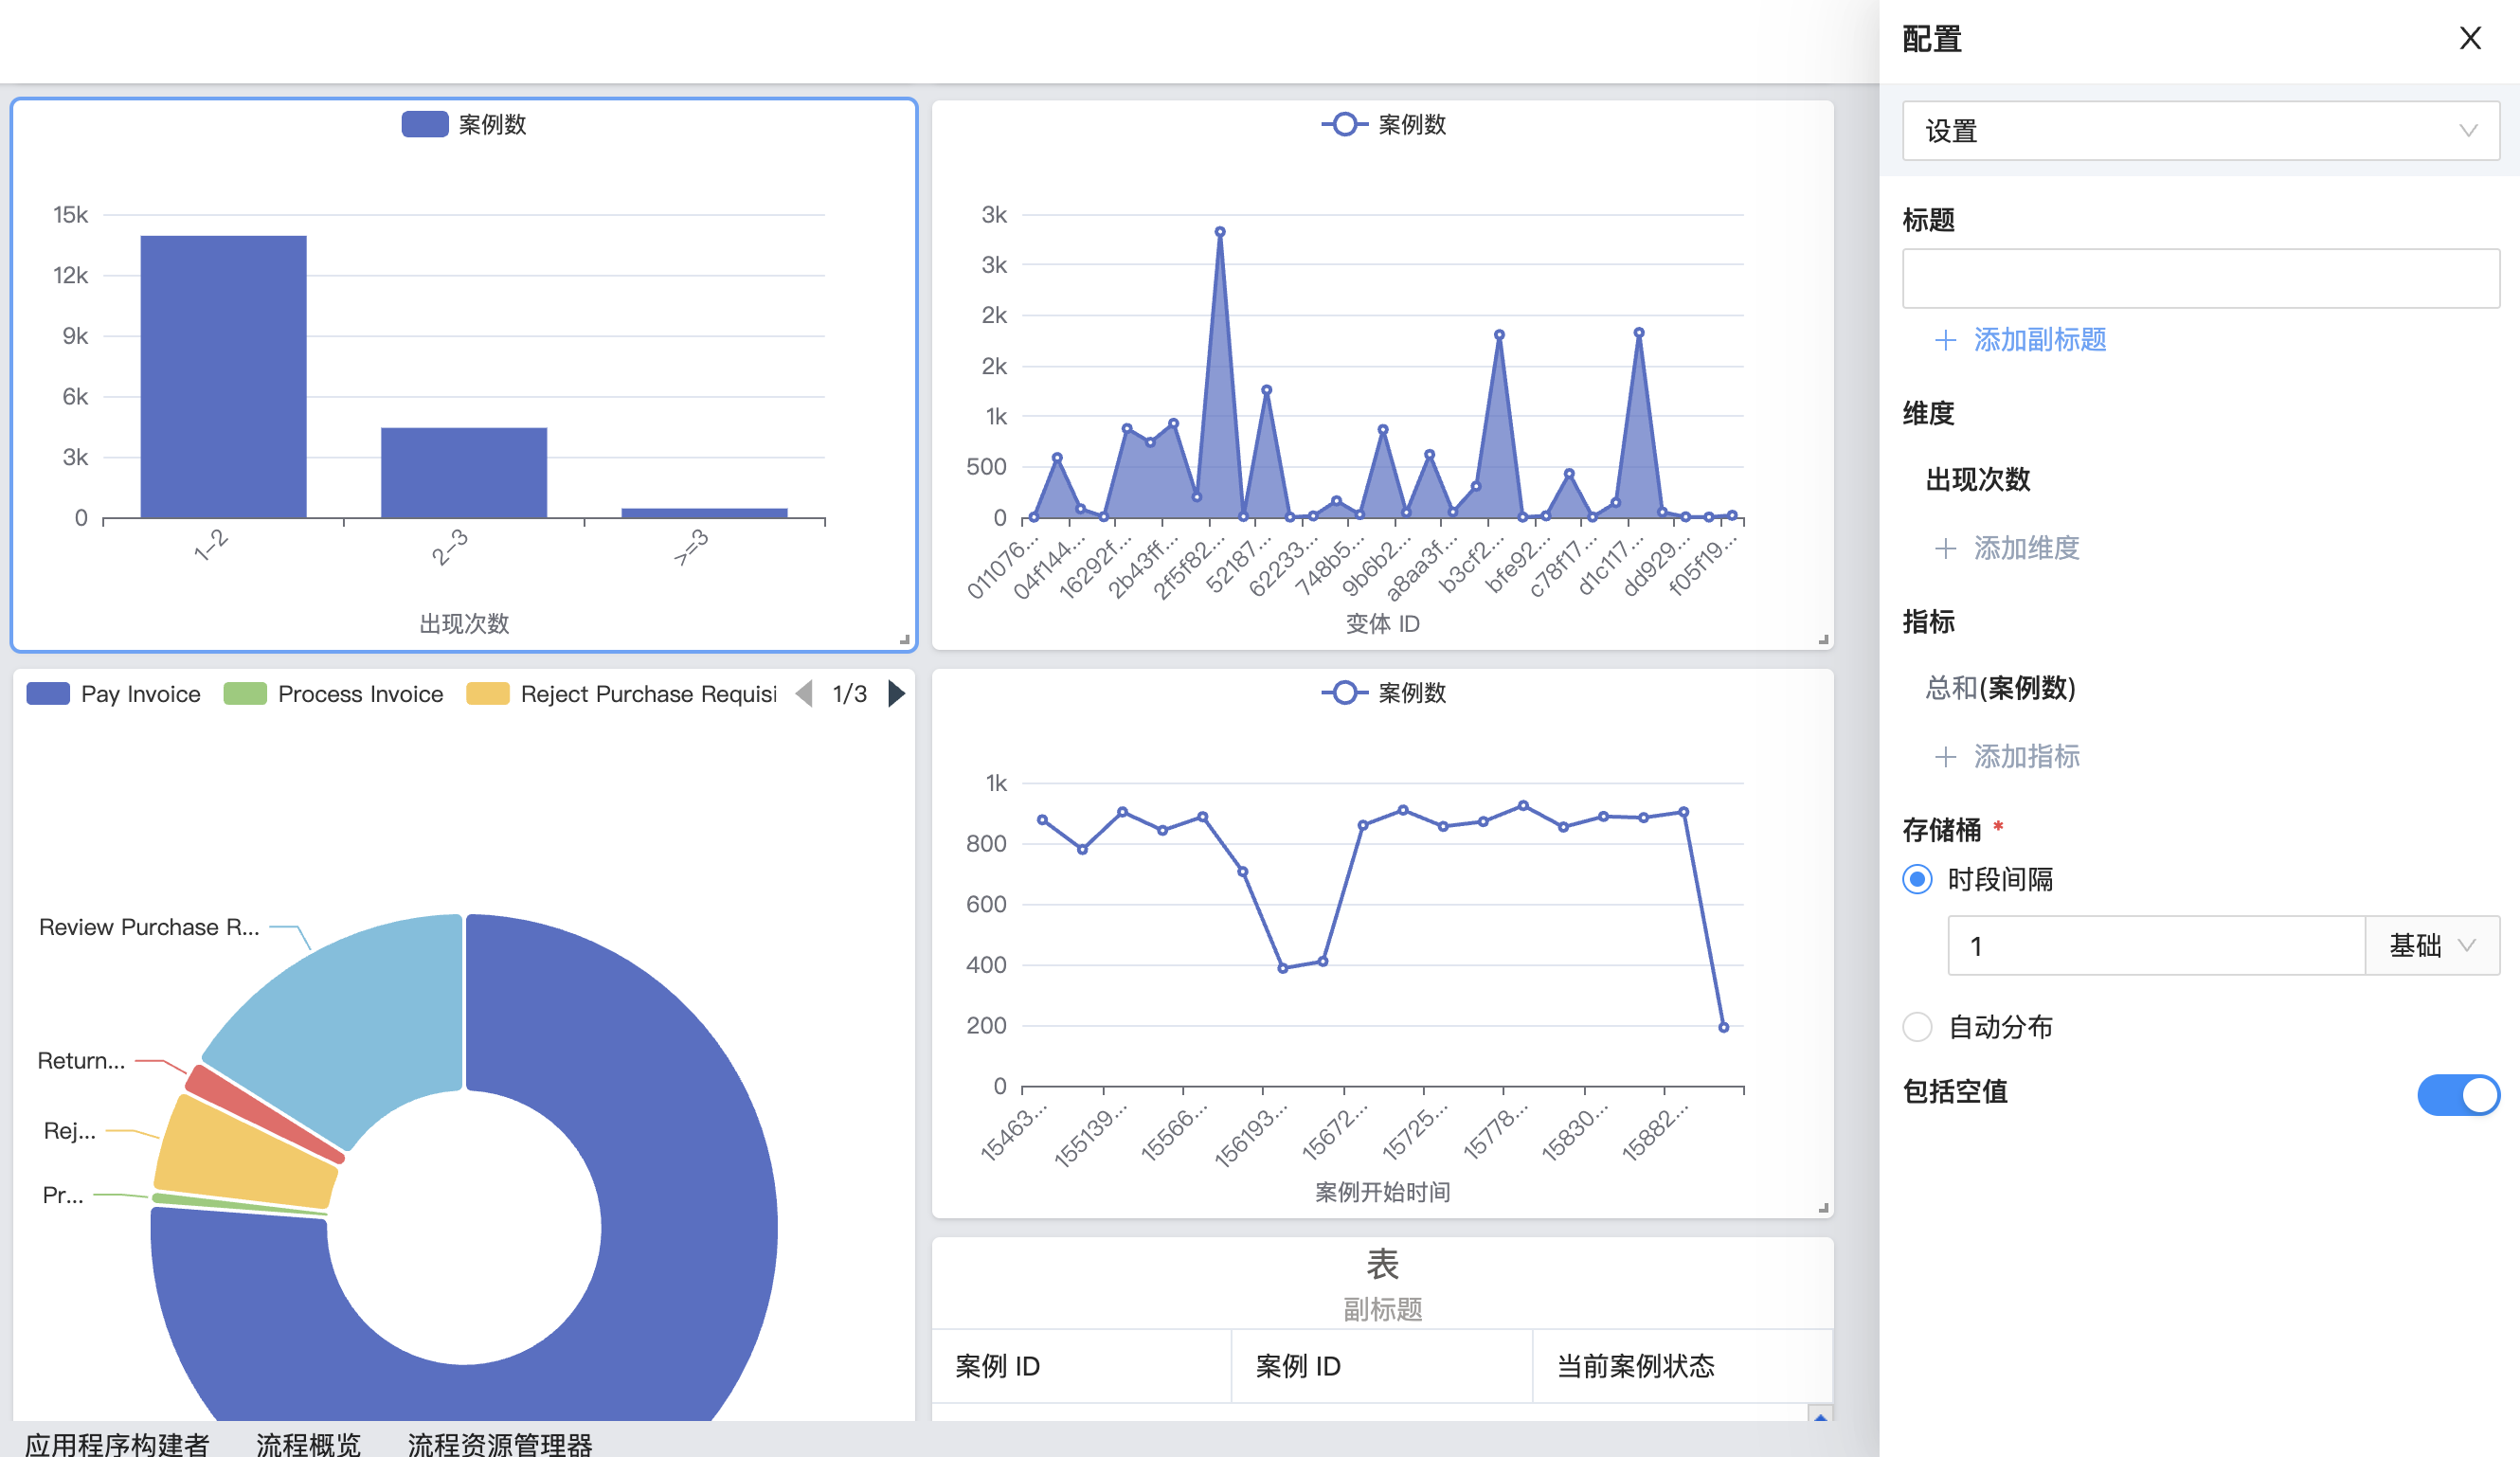 案例数
15k
12k
9k
6k
3k
0
1–2
2–3
>=3
出现次数
案例数
3k
3k
2k
2k
1k
500
0
011076...
04f144...
16292f...
2b43ff...
2f5f82...
52187...
62233...
748b5...
9b6b2...
a8aa3f...
b3cf2...
bfe92...
c78f17...
d1c117...
dd929...
f05f19...
变体 ID
Pay Invoice
Process Invoice
Reject Purchase Requisi
1/3
Review Purchase R...
Return...
Rej...
Pr...
案例数
1k
800
600
400
200
0
15463...
155139...
15566...
156193...
15672...
15725...
15778...
15830...
15882...
案例开始时间
表
副标题
案例 ID
案例 ID
当前案例状态
应用程序构建者
流程概览
流程资源管理器
配置
设置
标题
+ 添加副标题
维度
出现次数
+ 添加维度
指标
总和(案例数)
+ 添加指标
存储桶 *
时段间隔
1
基础
自动分布
包括空值